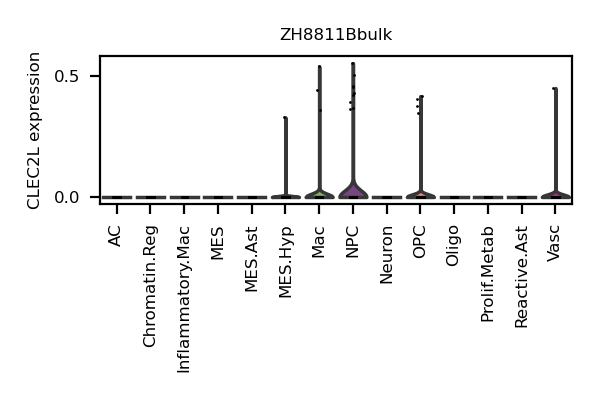 ZH8811Bbulk
CLEC2L expression
0.5
0.0
AC
Chromatin.Reg
Inflammatory.Mac
MES
MES.Ast
MES.Hyp
Mac
NPC
Neuron
OPC
Oligo
Prolif.Metab
Reactive.Ast
Vasc